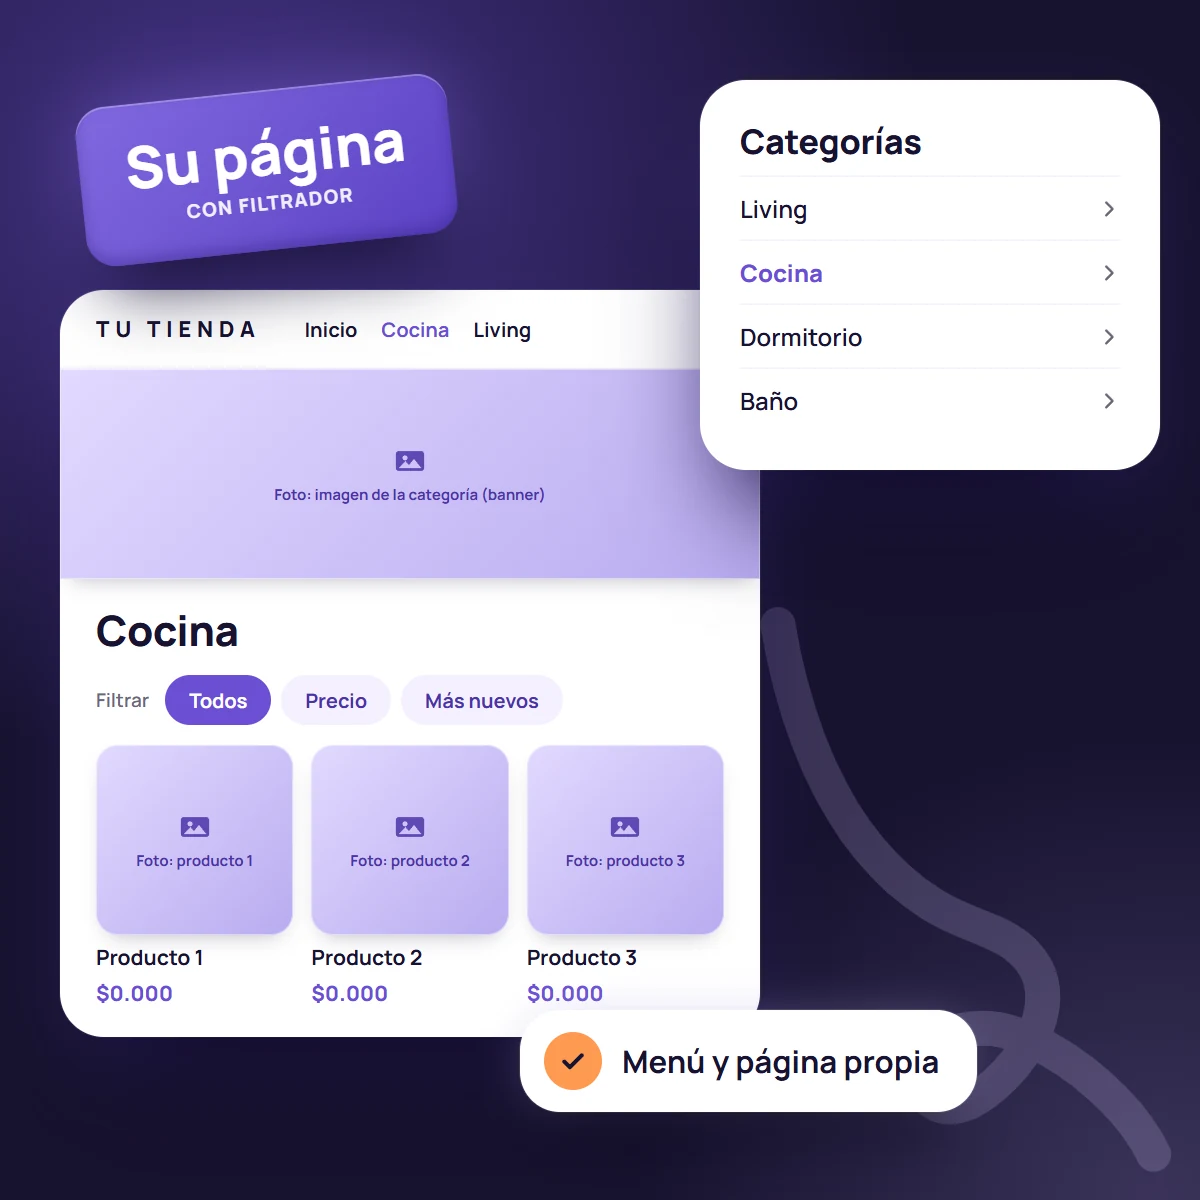 Su página
CON FILTRADOR
Categorías
Living
Cocina
Dormitorio
Baño
TU TIENDA Inicio Cocina Living
Foto: imagen de la categoría (banner)
Cocina
Filtrar Todos Precio Más nuevos
Foto: producto 1 Foto: producto 2 Foto: producto 3
Producto 1 Producto 2 Producto 3
$0.000 $0.000 $0.000
Menú y página propia